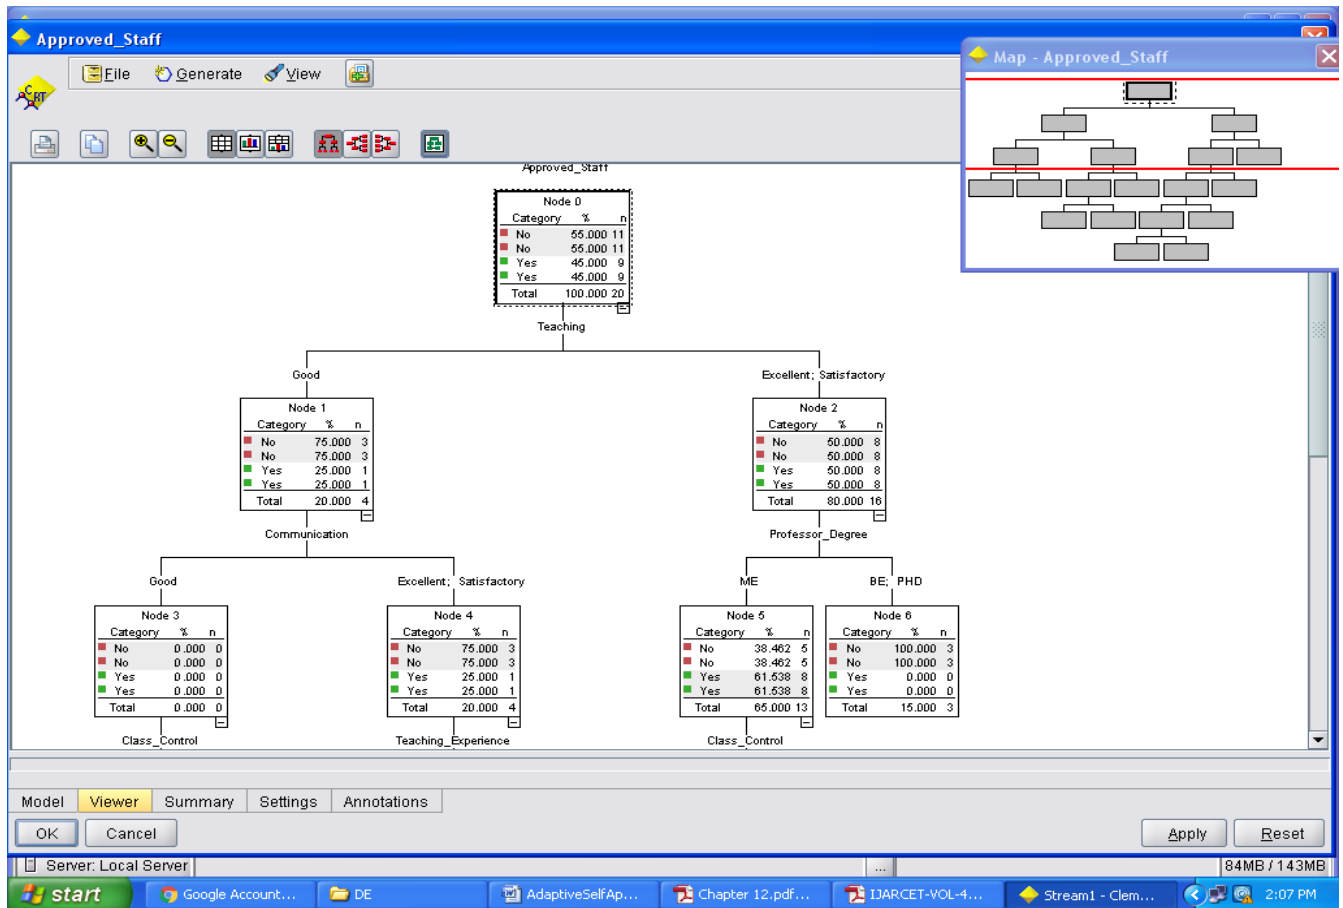 Approved_Staff
Map - Approved_Staff
File Generate View
C&RT
Approved_Staff
Node 0
Category % n
No 55.000 11
No 55.000 11
Yes 45.000 9
Yes 45.000 9
Total 100.000 20
Teaching
Good
Excellent; Satisfactory
Node 1
Category % n
No 75.000 3
No 75.000 3
Yes 25.000 1
Yes 25.000 1
Total 20.000 4
Node 2
Category % n
No 50.000 8
No 50.000 8
Yes 50.000 8
Yes 50.000 8
Total 80.000 16
Communication
Professor_Degree
Good
Excellent; Satisfactory
ME
BE; PHD
Node 3
Category % n
No 0.000 0
No 0.000 0
Yes 0.000 0
Yes 0.000 0
Total 0.000 0
Node 4
Category % n
No 75.000 3
No 75.000 3
Yes 25.000 1
Yes 25.000 1
Total 20.000 4
Node 5
Category % n
No 38.462 5
No 38.462 5
Yes 61.538 8
Yes 61.538 8
Total 65.000 13
Node 6
Category % n
No 100.000 3
No 100.000 3
Yes 0.000 0
Yes 0.000 0
Total 15.000 3
Class_Control
Teaching_Experience
Class_Control
Model Viewer Summary Settings Annotations
OK Cancel Apply Reset
Server: Local Server ... 84MB / 143MB
start Google Account... DE AdaptiveSelfAp... Chapter 12.pdf... IJARCET-VOL-4... Stream1 - Clem... 2:07 PM